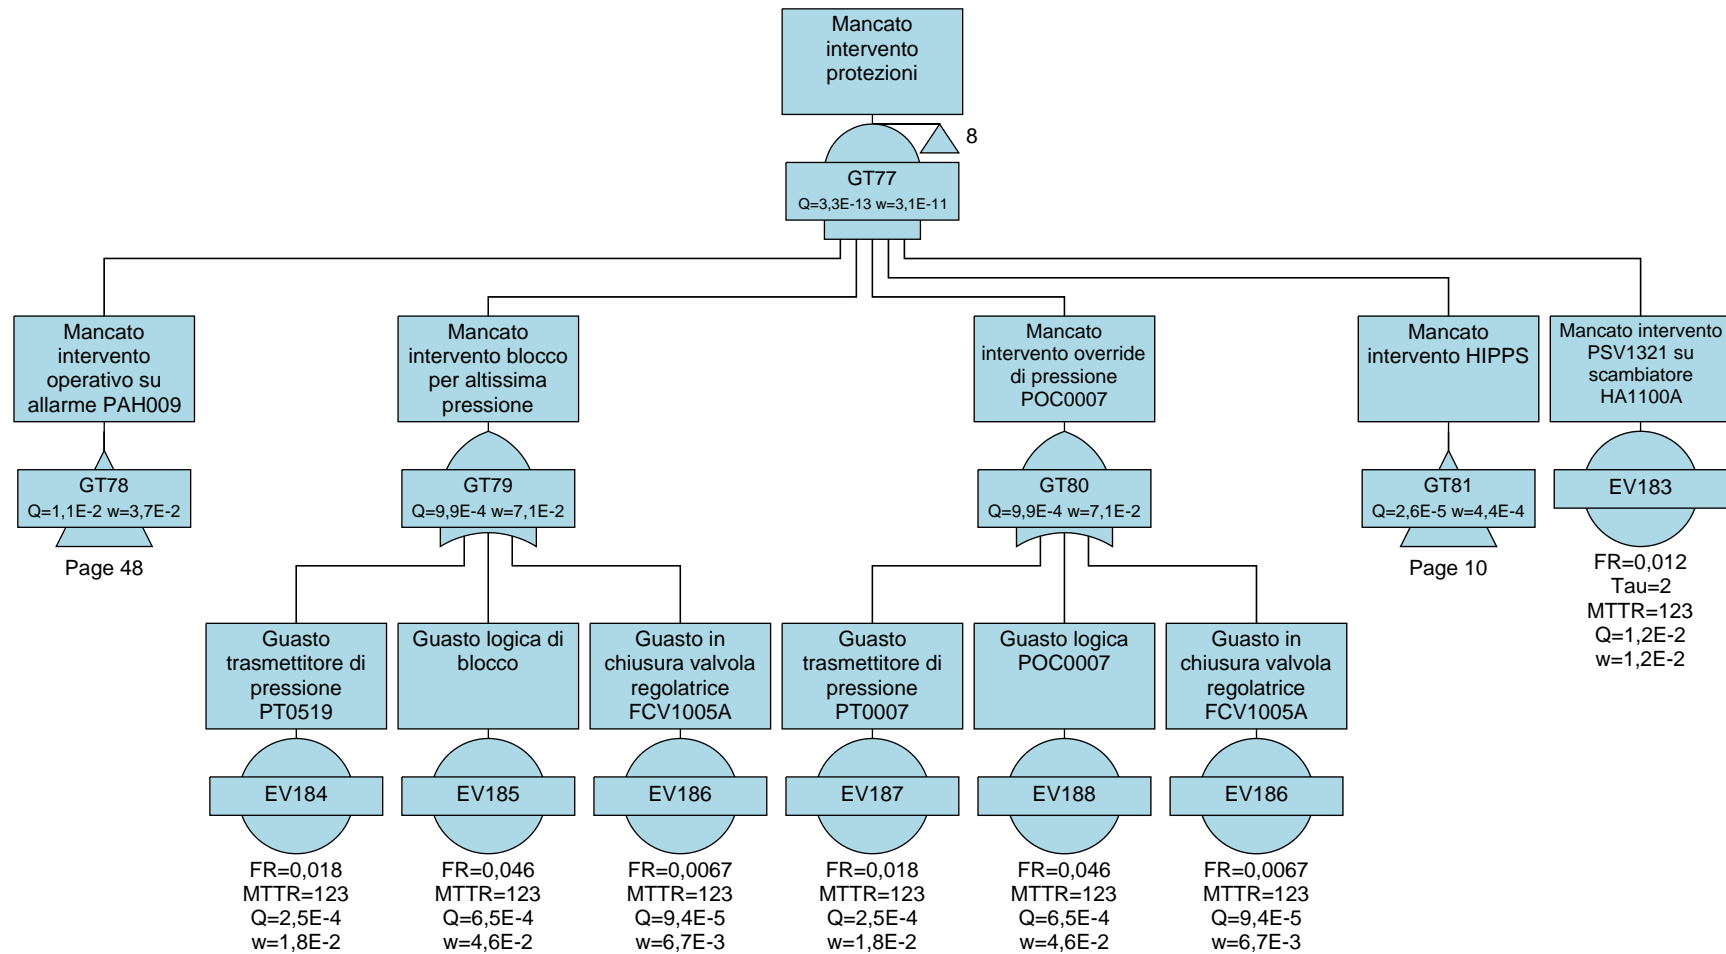 Mancato
intervento
protezioni
8
GT77
Q=3,3E-13 w=3,1E-11
Mancato
intervento
operativo su
allarme PAH009
GT78
Q=1,1E-2 w=3,7E-2
Page 48
Mancato
intervento blocco
per altissima
pressione
GT79
Q=9,9E-4 w=7,1E-2
Mancato
intervento override
di pressione
POC0007
GT80
Q=9,9E-4 w=7,1E-2
Mancato
intervento HIPPS
GT81
Q=2,6E-5 w=4,4E-4
Page 10
Mancato intervento
PSV1321 su
scambiatore
HA1100A
EV183
FR=0,012
Tau=2
MTTR=123
Q=1,2E-2
w=1,2E-2
Guasto
trasmettitore di
pressione
PT0519
EV184
FR=0,018
MTTR=123
Q=2,5E-4
w=1,8E-2
Guasto logica di
blocco
EV185
FR=0,046
MTTR=123
Q=6,5E-4
w=4,6E-2
Guasto in
chiusura valvola
regolatrice
FCV1005A
EV186
FR=0,0067
MTTR=123
Q=9,4E-5
w=6,7E-3
Guasto
trasmettitore di
pressione
PT0007
EV187
FR=0,018
MTTR=123
Q=2,5E-4
w=1,8E-2
Guasto logica
POC0007
EV188
FR=0,046
MTTR=123
Q=6,5E-4
w=4,6E-2
Guasto in
chiusura valvola
regolatrice
FCV1005A
EV186
FR=0,0067
MTTR=123
Q=9,4E-5
w=6,7E-3